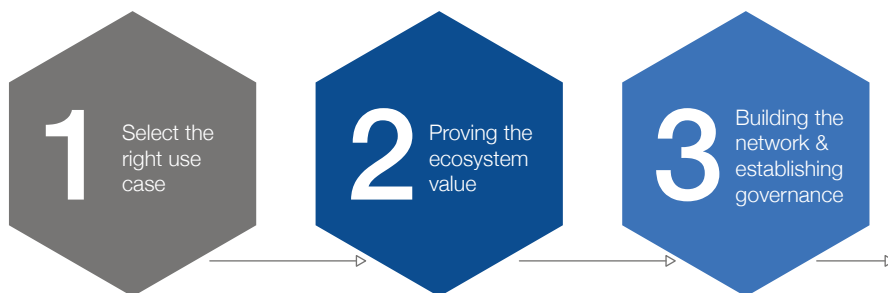 1
Select the
right use
case
2
Proving the
ecosystem
value
3
Building the
network &
establishing
governance